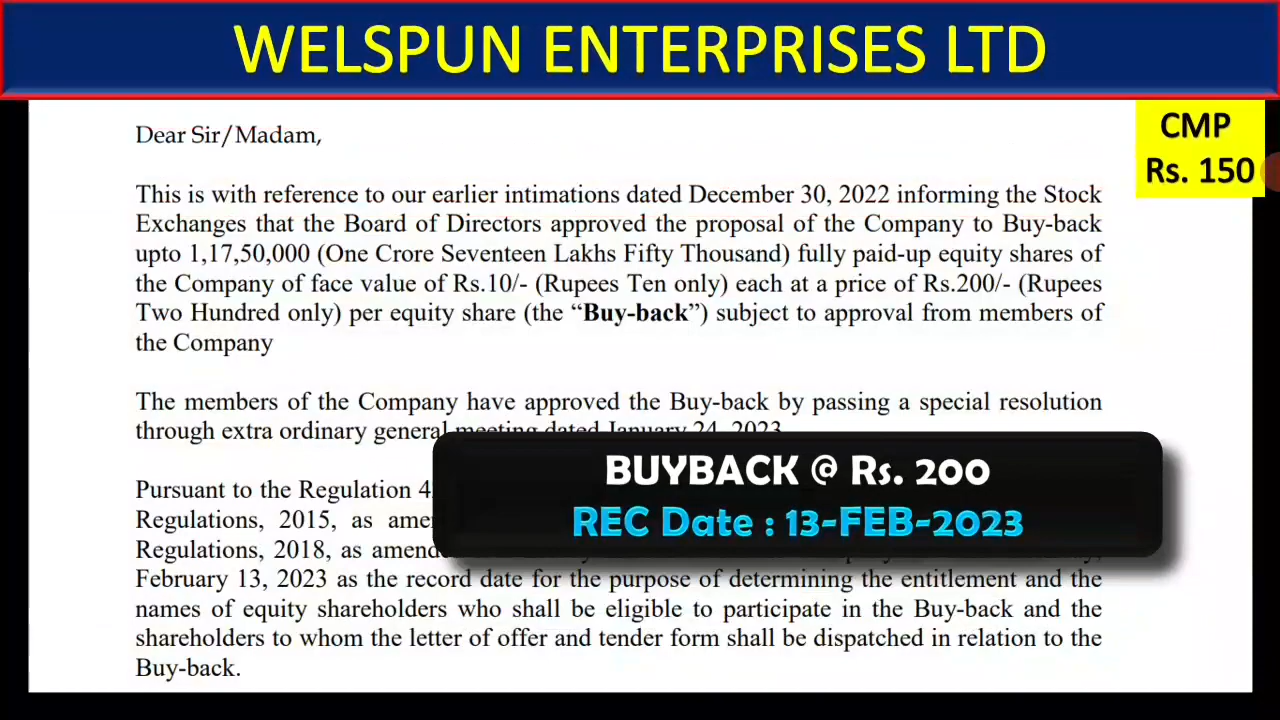 WELSPUN ENTERPRISES LTD
CMP
Rs. 150
Dear Sir/Madam,
This is with reference to our earlier intimations dated December 30, 2022 informing the Stock
Exchanges that the Board of Directors approved the proposal of the Company to Buy-back
upto 1,17,50,000 (One Crore Seventeen Lakhs Fifty Thousand) fully paid-up equity shares of
the Company of face value of Rs.10/- (Rupees Ten only) each at a price of Rs.200/- (Rupees
Two Hundred only) per equity share (the “Buy-back”) subject to approval from members of
the Company
The members of the Company have approved the Buy-back by passing a special resolution
through extra ordinary general meeting dated January 24, 2023
Pursuant to the Regulation
Regulations, 2015, as
Regulations, 2018, as
February 13, 2023 as the record date for the purpose of determining the entitlement and the
names of equity shareholders who shall be eligible to participate in the Buy-back and the
shareholders to whom the letter of offer and tender form shall be dispatched in relation to the
Buy-back.
BUYBACK @ Rs. 200
REC Date : 13-FEB-2023